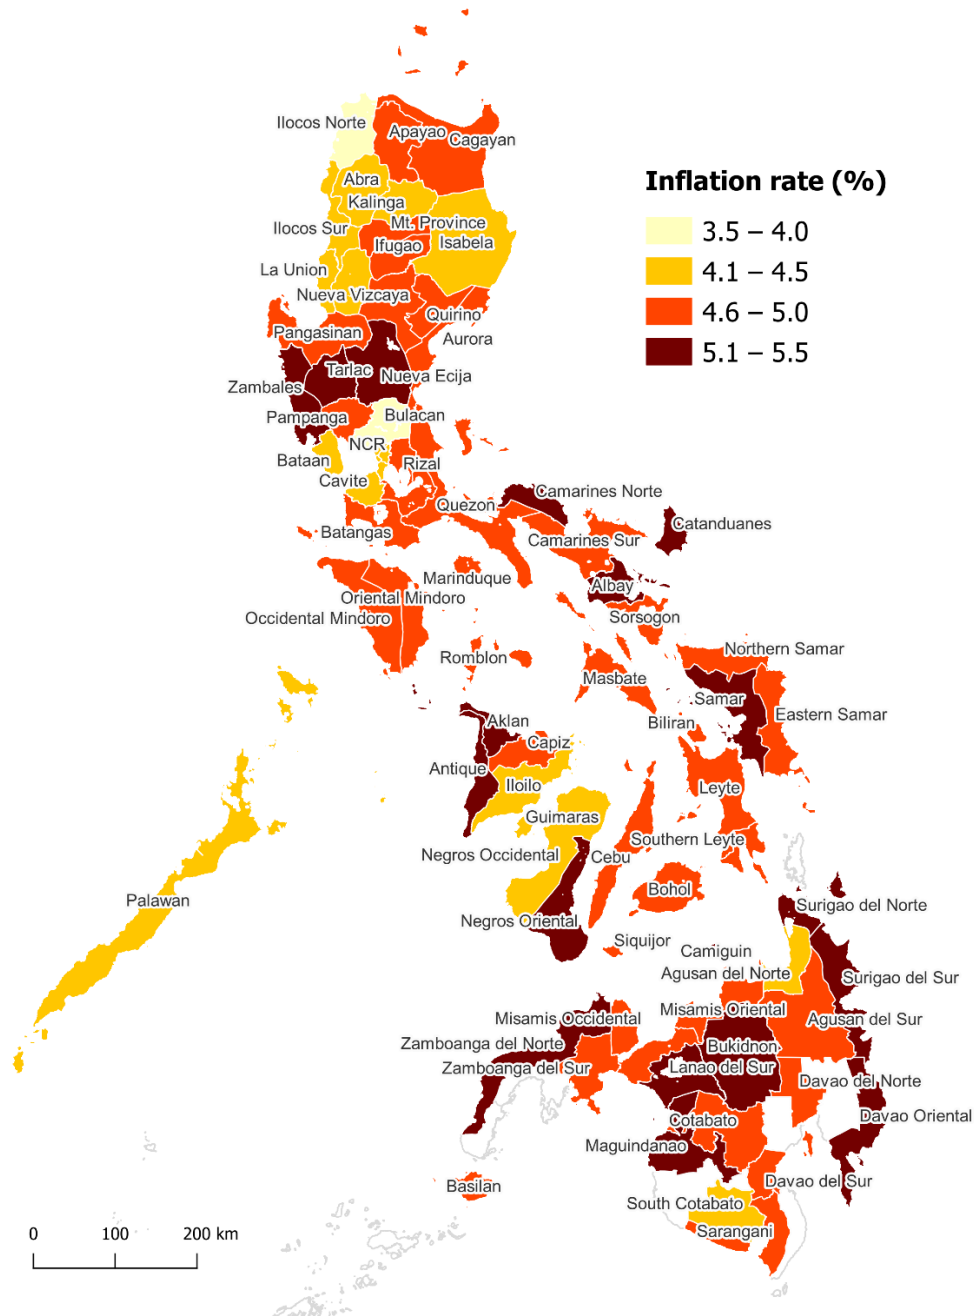 Ilocos Norte
Apayao
Cagayan
Inflation rate (%)
3.5 – 4.0
4.1 – 4.5
4.6 – 5.0
5.1 – 5.5
Abra
Kalinga
Mt. Province
Ilocos Sur
Ifugao
Isabela
La Union
Nueva Vizcaya
Quirino
Pangasinan
Aurora
Tarlac
Nueva Ecija
Zambales
Pampanga
Bulacan
NCR
Bataan
Rizal
Cavite
Camarines Norte
Quezon
Catanduanes
Batangas
Camarines Sur
Marinduque
Albay
Oriental Mindoro
Occidental Mindoro
Sorsogon
Romblon
Northern Samar
Masbate
Samar
Eastern Samar
Biliran
Aklan
Capiz
Antique
Iloilo
Leyte
Guimaras
Southern Leyte
Negros Occidental
Cebu
Bohol
Palawan
Surigao del Norte
Negros Oriental
Siquijor
Camiguin
Agusan del Norte
Surigao del Sur
Misamis Oriental
Misamis Occidental
Agusan del Sur
Zamboanga del Norte
Bukidnon
Zamboanga del Sur
Lanao del Sur
Davao del Norte
Cotabato
Davao Oriental
Maguindanao
Basilan
Davao del Sur
South Cotabato
Sarangani
0 100 200 km